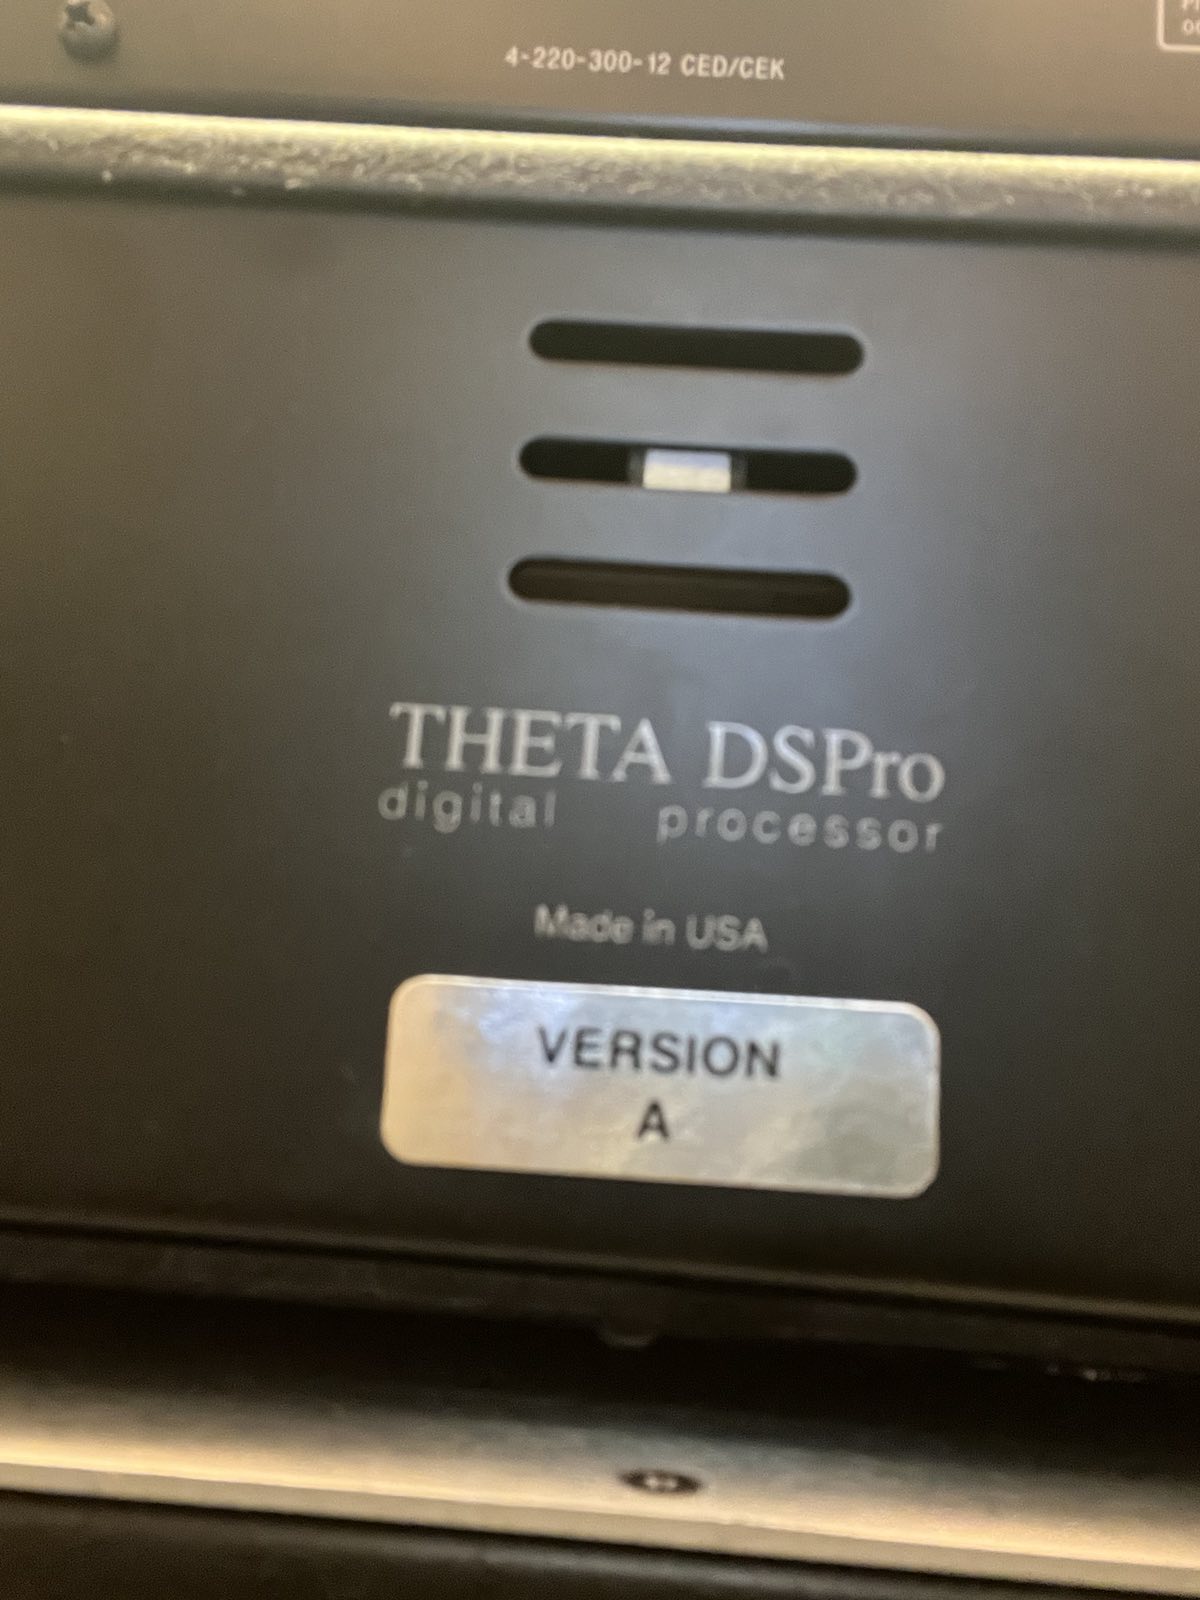 4-220-300-12 CED/CEK
THETA DSPro
digital processor
Made in USA
VERSION
A